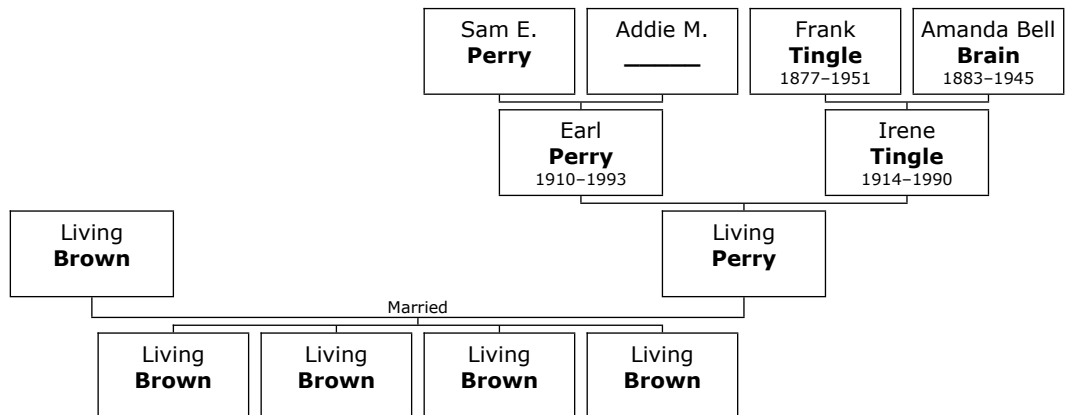 Sam E.
Perry
Addie M.
______
Frank
Tingle
1877–1951
Amanda Bell
Brain
1883–1945
Earl
Perry
1910–1993
Irene
Tingle
1914–1990
Living
Brown
Living
Perry
Married
Living
Brown
Living
Brown
Living
Brown
Living
Brown